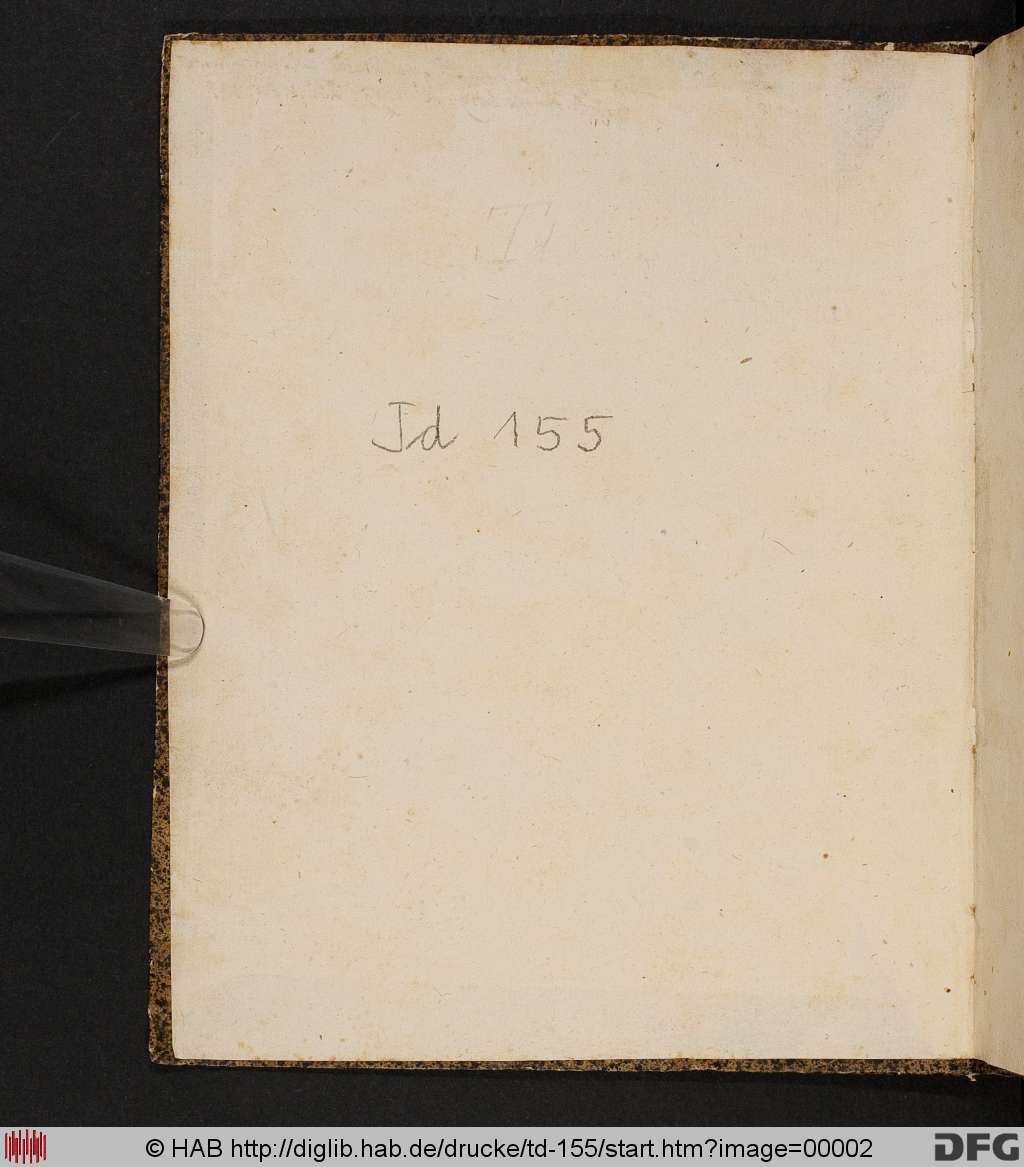 Td 155
© HAB http://diglib.hab.de/drucke/td-155/start.htm?image=00002
DFG